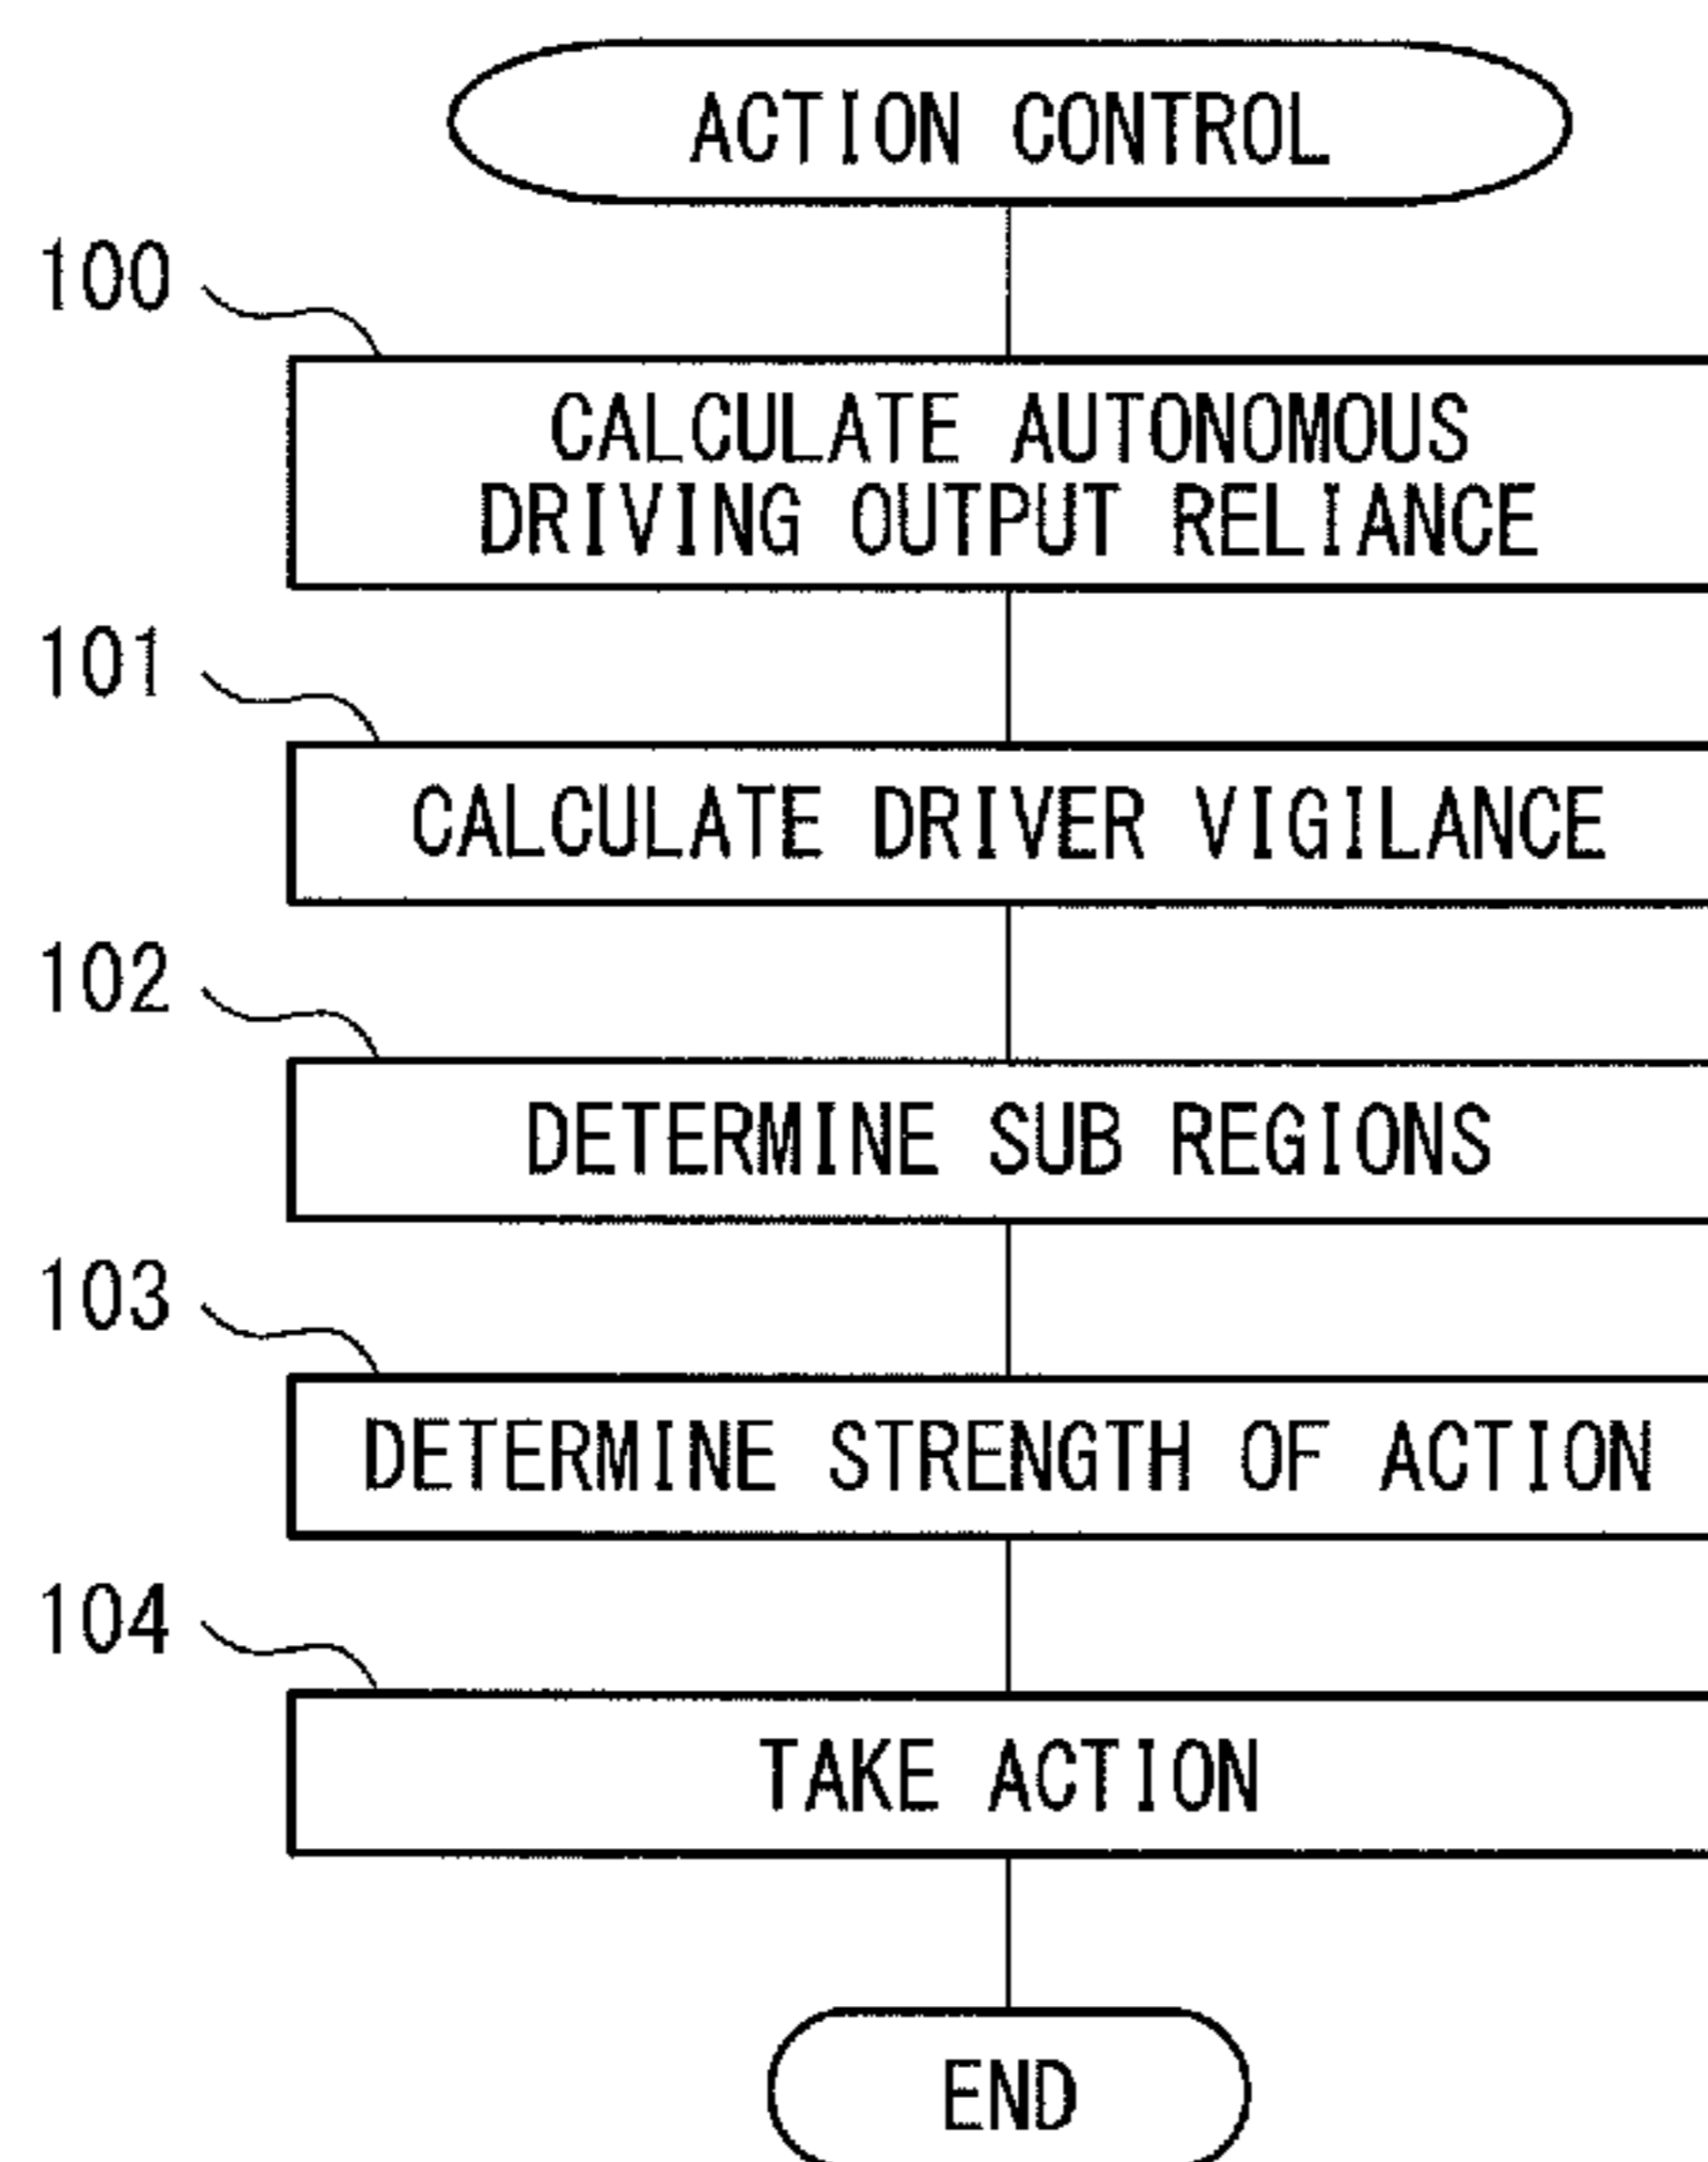 ACTION CONTROL
100
CALCULATE AUTONOMOUS
DRIVING OUTPUT RELIANCE
101
CALCULATE DRIVER VIGILANCE
102
DETERMINE SUB REGIONS
103
DETERMINE STRENGTH OF ACTION
104
TAKE ACTION
END